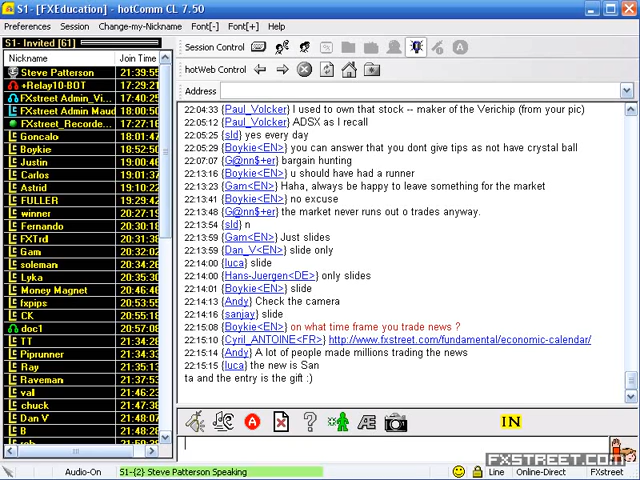 S1- [FXEducation] - hotComm CL 7.50
Preferences Session Change-my-Nickname Font[-] Font[+] Help
S1- Invited [61]
Nickname Join Time
Steve Patterson 21:39:55
+Relay10-BOT 17:29:21
FXstreet Admin_Vi... 17:40:25
FXstreet Admin Maud 18:00:50
FXstreet_Recorde... 17:27:16
Goncalo 18:01:47
Boykie 18:52:50
Justin 19:00:46
Carlos 19:01:37
Astrid 19:10:22
FULLER 19:29:42
winner 20:27:19
Fernando 20:30:18
FXTrd 20:31:38
Gam 20:32:02
soleman 20:34:26
Lyka 20:35:30
Money Magnet 20:46:46
fxpips 20:53:55
CK 20:55:18
doc1 20:57:08
TT 21:34:28
Piprunner 21:34:33
Ray 21:35:13
Raveman 21:37:53
val 21:46:23
chuck 21:47:38
Dan V 21:48:07
B 21:48:28
Session Control
hotWeb Control
Address
22:04:33 {Paul_Volcker} I used to own that stock -- maker of the Verichip (from your pic)
22:05:12 {Paul_Volcker} ADSX as I recall
22:05:25 {sld} yes every day
22:05:29 {Boykie<EN>} you can answer that you dont give tips as not have crystal ball
22:07:07 {G@nn$+er} bargain hunting
22:13:16 {Boykie<EN>} u should have had a runner
22:13:23 {Gam<EN>} Haha, always be happy to leave something for the market
22:13:41 {Boykie<EN>} no excuse
22:13:48 {G@nn$+er} the market never runs out o trades anyway.
22:13:54 {sld} n
22:13:59 {Gam<EN>} Just slides
22:13:59 {Dan_V<EN>} slide only
22:14:00 {luca} slide
22:14:00 {Hans-Juergen<DE>} only slides
22:14:01 {Boykie<EN>} slide
22:14:13 {Andy} Check the camera
22:14:16 {sanjay} slide
22:15:08 {Boykie<EN>} on what time frame you trade news ?
22:15:10 {Cyril_ANTOINE<FR>} http://www.fxstreet.com/fundamental/economic-calendar/
22:15:14 {Andy} A lot of people made millions trading the news
22:15:15 {luca} the new is San
ta and the entry is the gift :)
IN
FXSTREET.COM
Audio-On S1-{2} Steve Patterson Speaking Line Online-Direct FXstreet